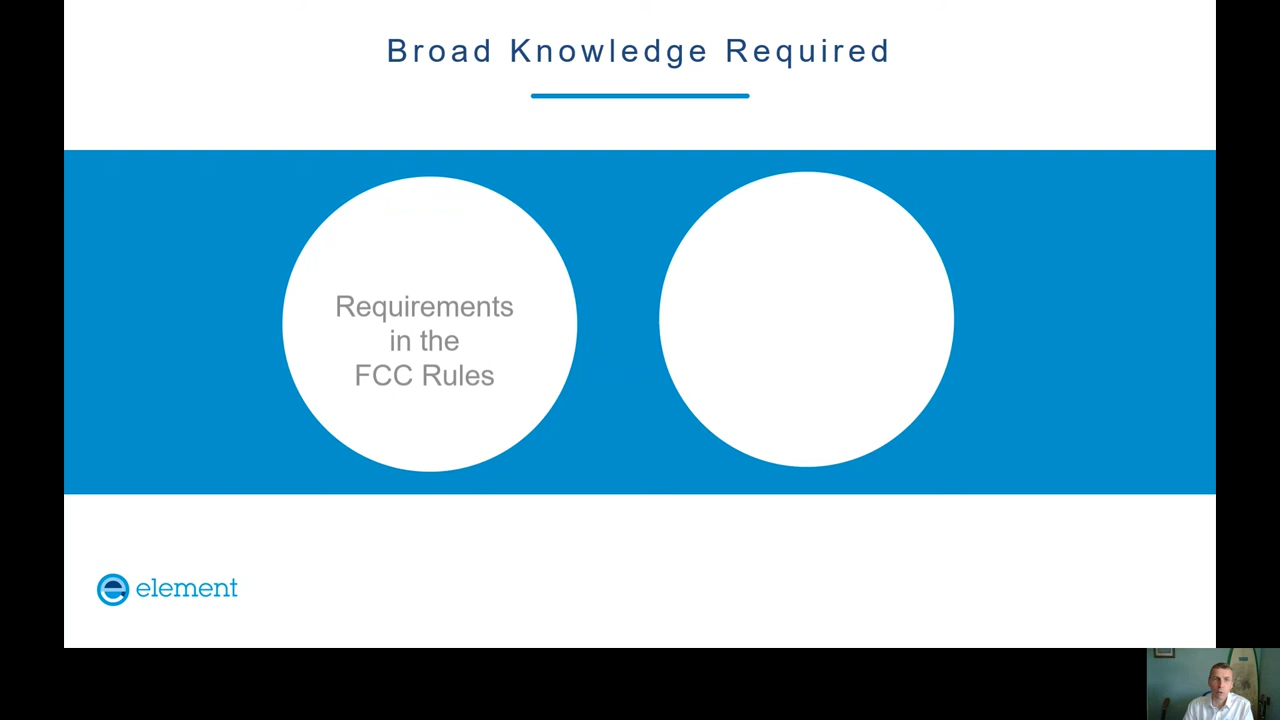 Broad Knowledge Required
Requirements
in the
FCC Rules
element